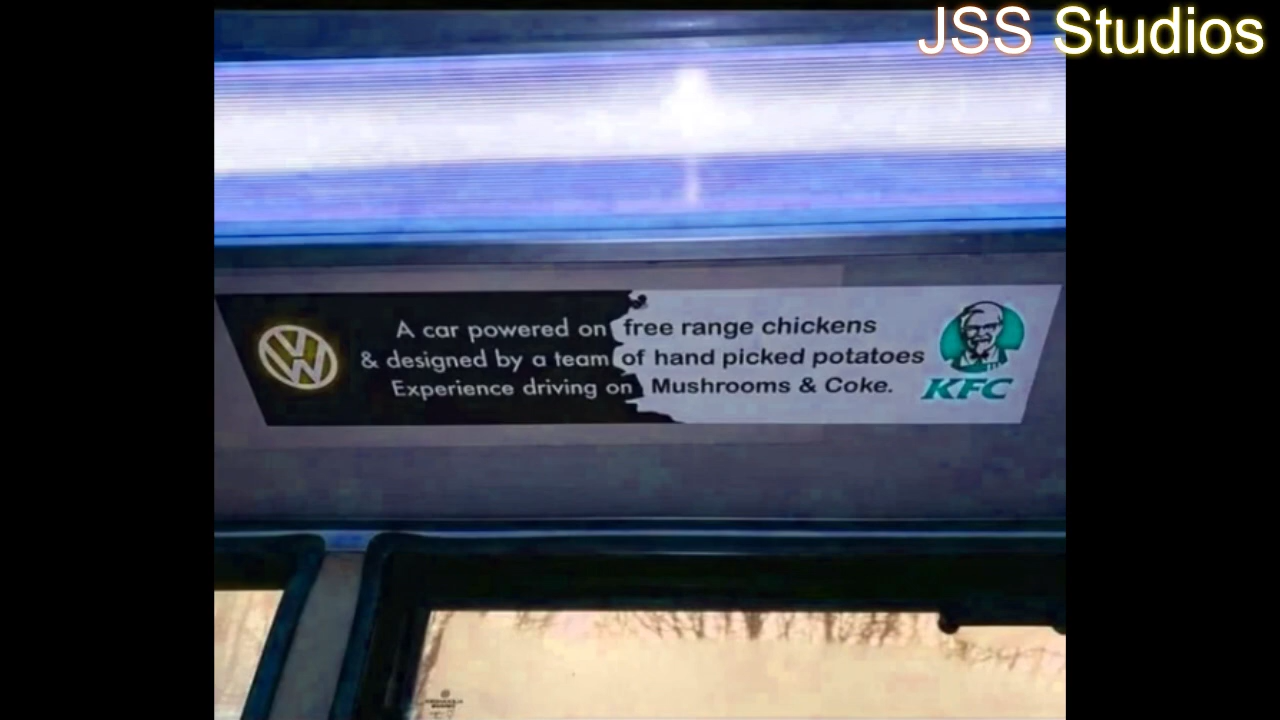 JSS Studios
A car powered on free range chickens
& designed by a team of hand picked potatoes
Experience driving on Mushrooms & Coke.
VW
KFC